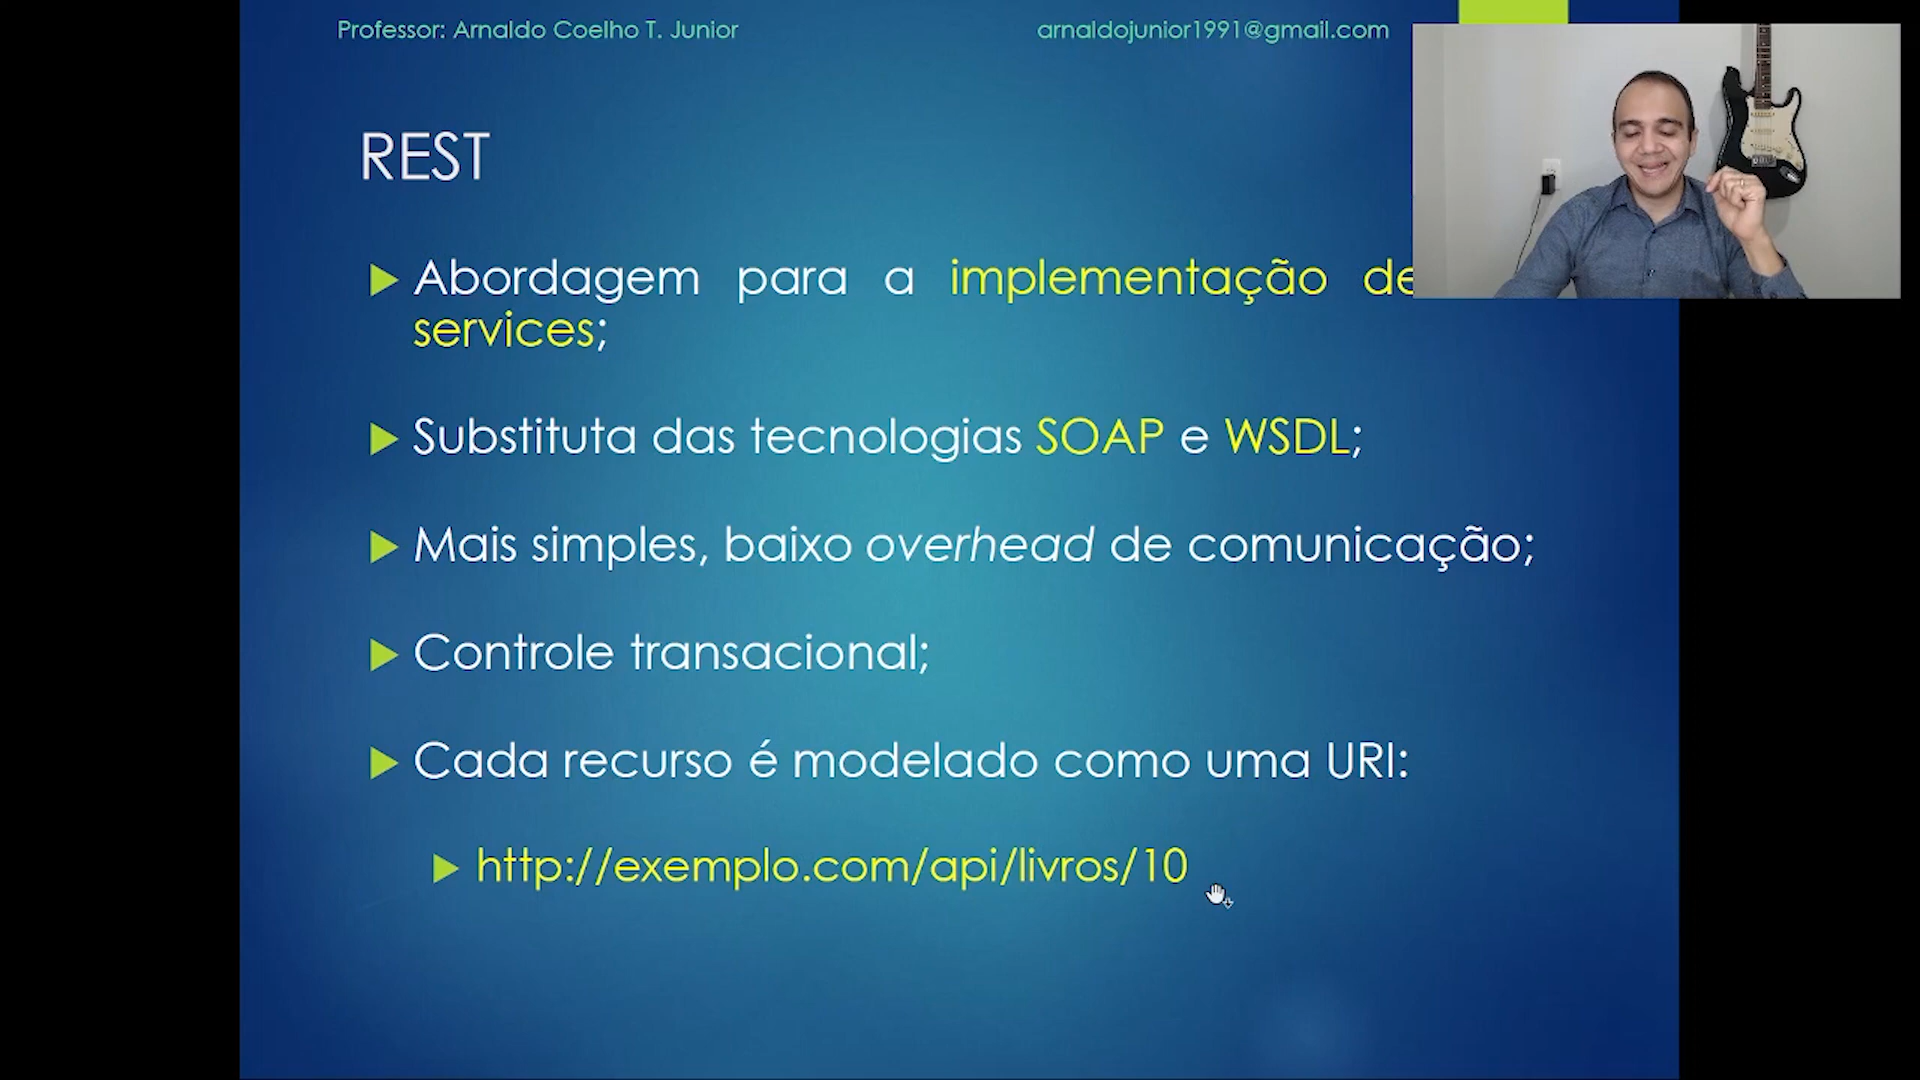 Professor: Arnaldo Coelho T. Junior
arnaldojunior1991@gmail.com
REST
Abordagem para a implementação de
services;
Substituta das tecnologias SOAP e WSDL;
Mais simples, baixo overhead de comunicação;
Controle transacional;
Cada recurso é modelado como uma URI:
http://exemplo.com/api/livros/10